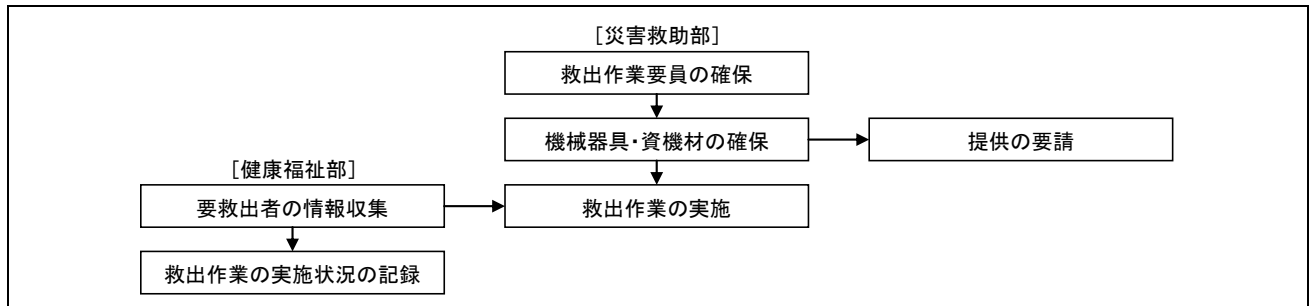 ［災害救助部］
救出作業要員の確保
機械器具・資機材の確保
提供の要請
［健康福祉部］
要救出者の情報収集
救出作業の実施
救出作業の実施状況の記録